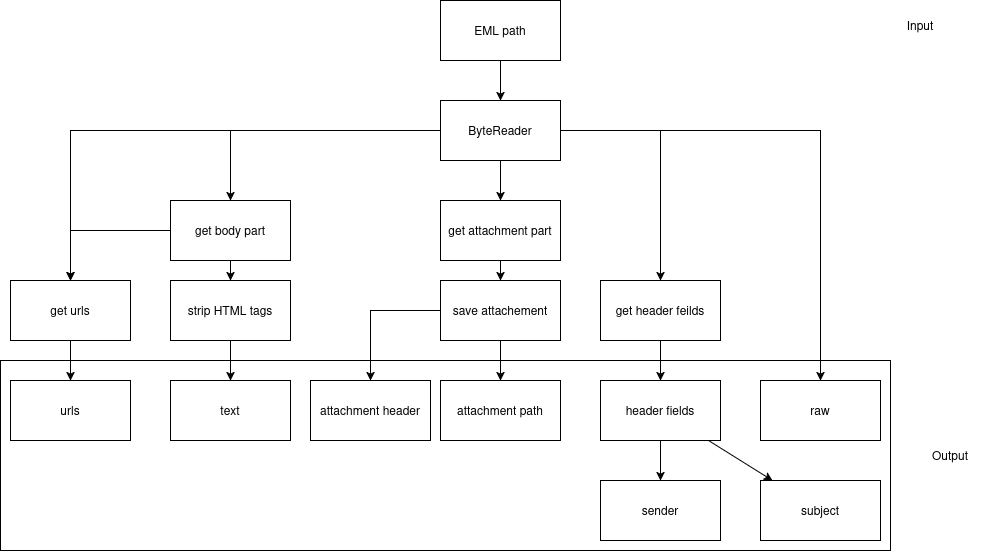 EML path
Input
ByteReader
get body part
get attachment part
get urls
strip HTML tags
save attachement
get header feilds
urls
text
attachment header
attachment path
header fields
raw
Output
sender
subject